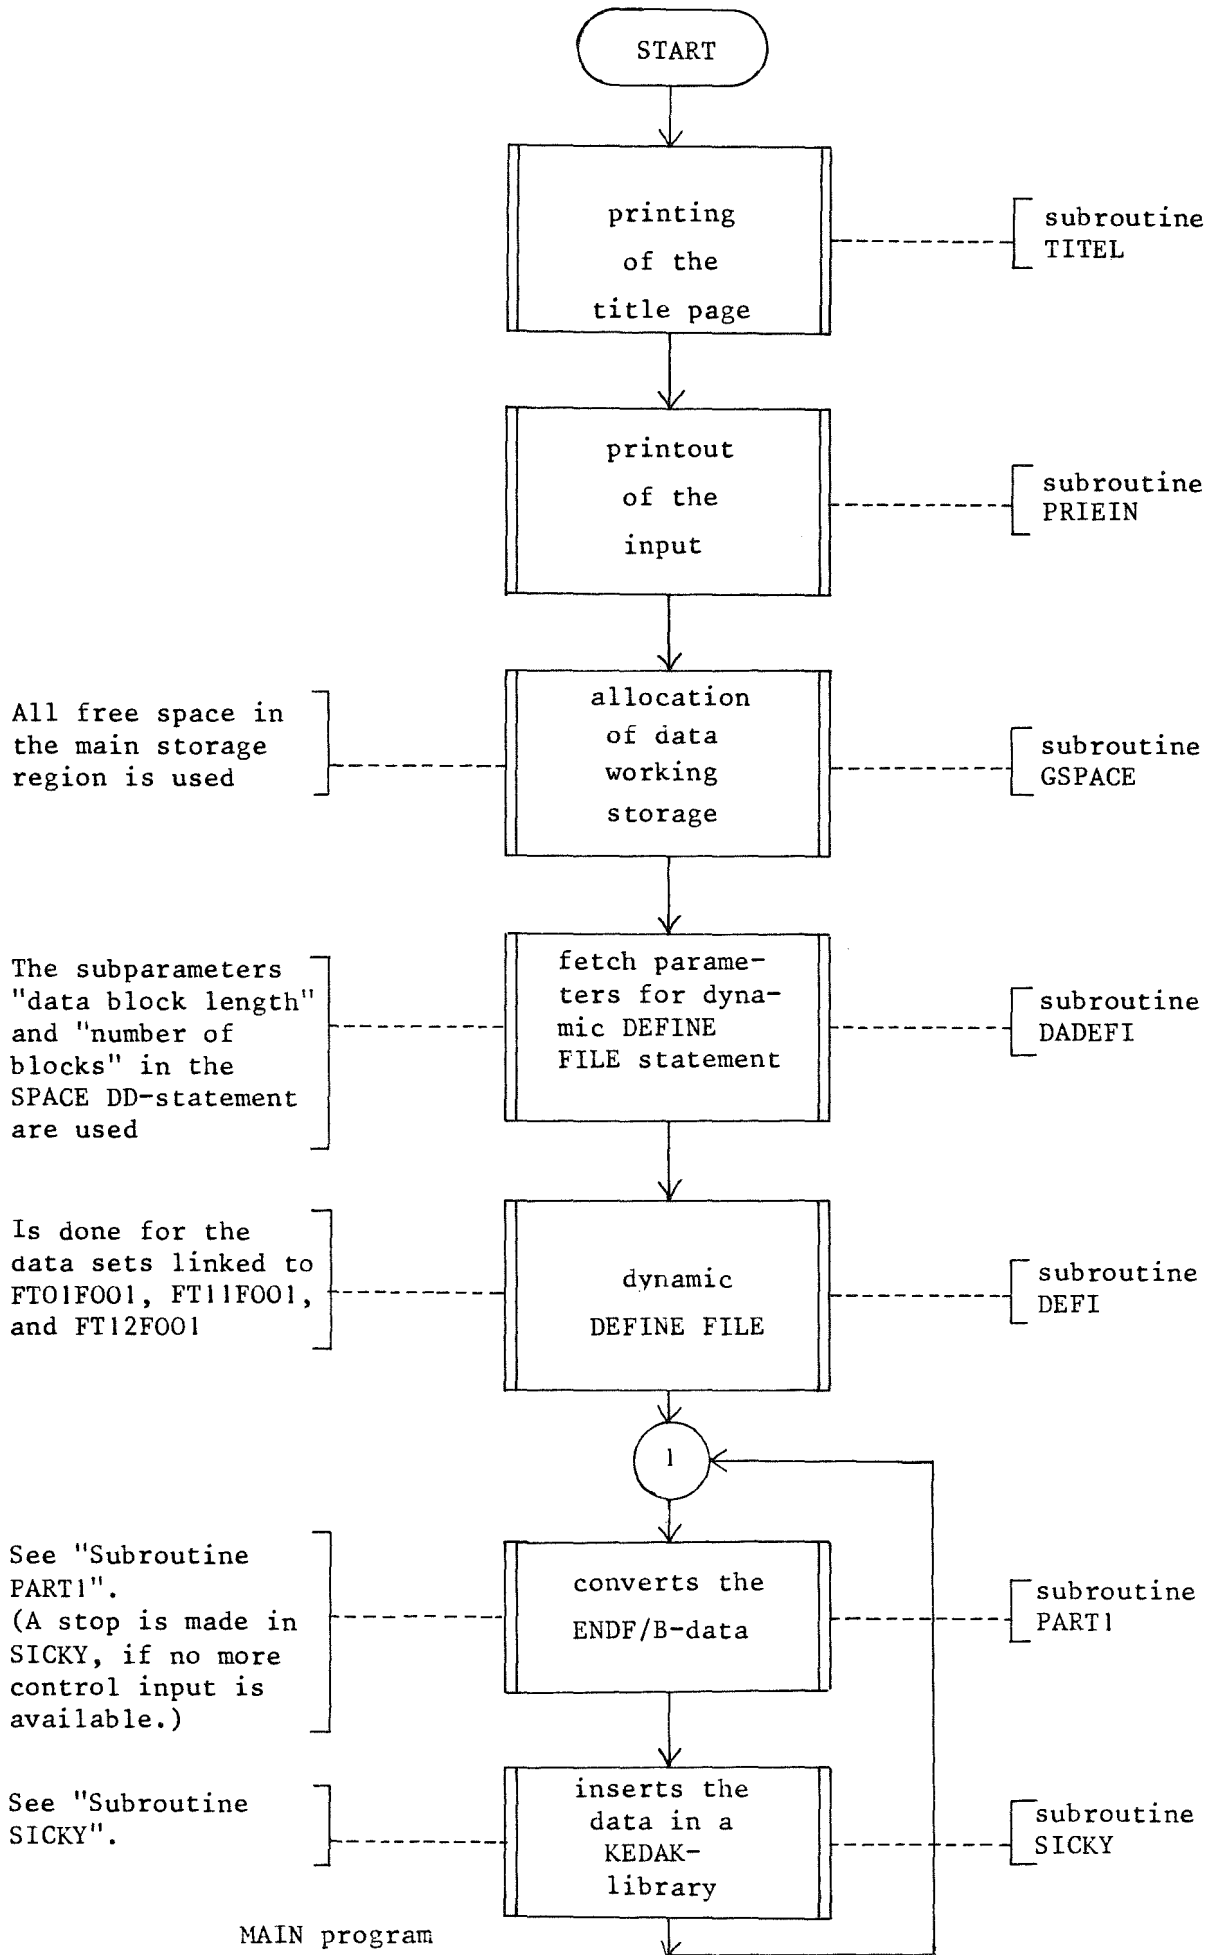 START
printing
of the
title page
subroutine
TITEL
printout
of the
input
subroutine
PRIEIN
All free space in
the main storage
region is used
allocation
of data
working
storage
subroutine
GSPACE
The subparameters
"data block length"
and "number of
blocks" in the
SPACE DD-statement
are used
fetch parame-
ters for dyna-
mic DEFINE
FILE statement
subroutine
DADEFI
Is done for the
data sets linked to
FT01F001, FT11F001,
and FT12F001
dynamic
DEFINE FILE
subroutine
DEFI
1
See "Subroutine
PART1".
(A stop is made in
SICKY, if no more
control input is
available.)
converts the
ENDF/B-data
subroutine
PART1
See "Subroutine
SICKY".
inserts the
data in a
KEDAK-
library
subroutine
SICKY
MAIN program